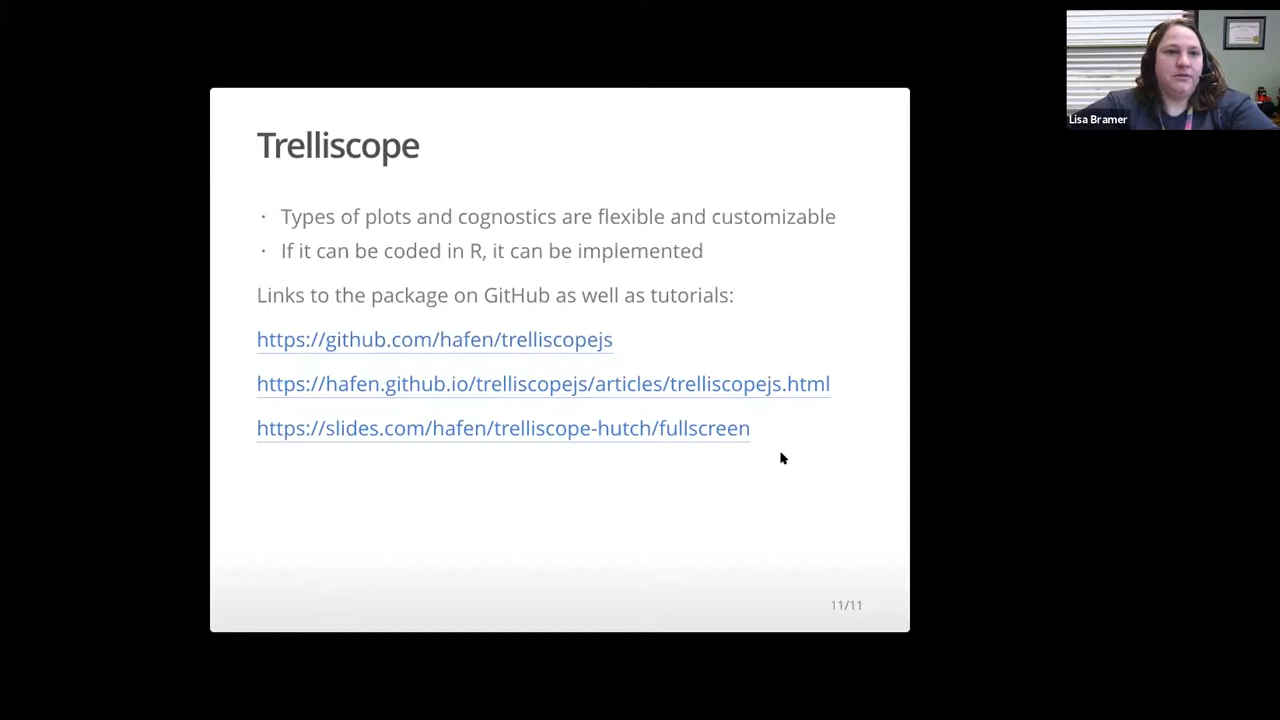 Trelliscope
· Types of plots and cognostics are flexible and customizable
· If it can be coded in R, it can be implemented
Links to the package on GitHub as well as tutorials:
https://github.com/hafen/trelliscopejs
https://hafen.github.io/trelliscopejs/articles/trelliscopejs.html
https://slides.com/hafen/trelliscope-hutch/fullscreen
11/11
Lisa Bramer